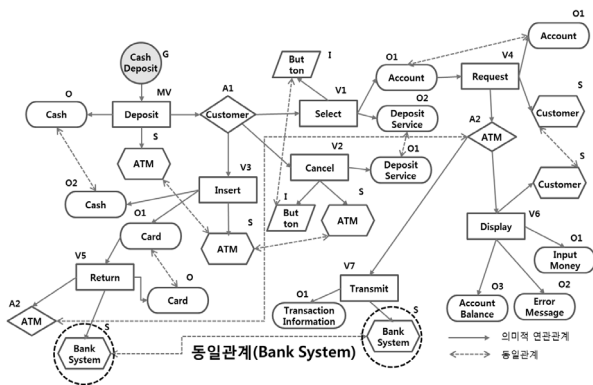 Cash
Deposit
G
O
Cash
MV
Deposit
S
ATM
A1
Customer
But
ton
I
V1
Select
O1
Account
O2
Deposit
Service
V4
Request
O1
Account
S
Customer
A2
ATM
S
Customer
O2
Cash
V3
Insert
V2
Cancel
O1
Deposit
Service
I
But
ton
S
ATM
O1
Card
S
ATM
V6
Display
O1
Input
Money
V5
Return
O
Card
V7
Transmit
O1
Transaction
Information
O3
Account
Balance
O2
Error
Message
A2
ATM
S
Bank
System
동일관계(Bank System)
S
Bank
System
의미적 연관관계
동일관계